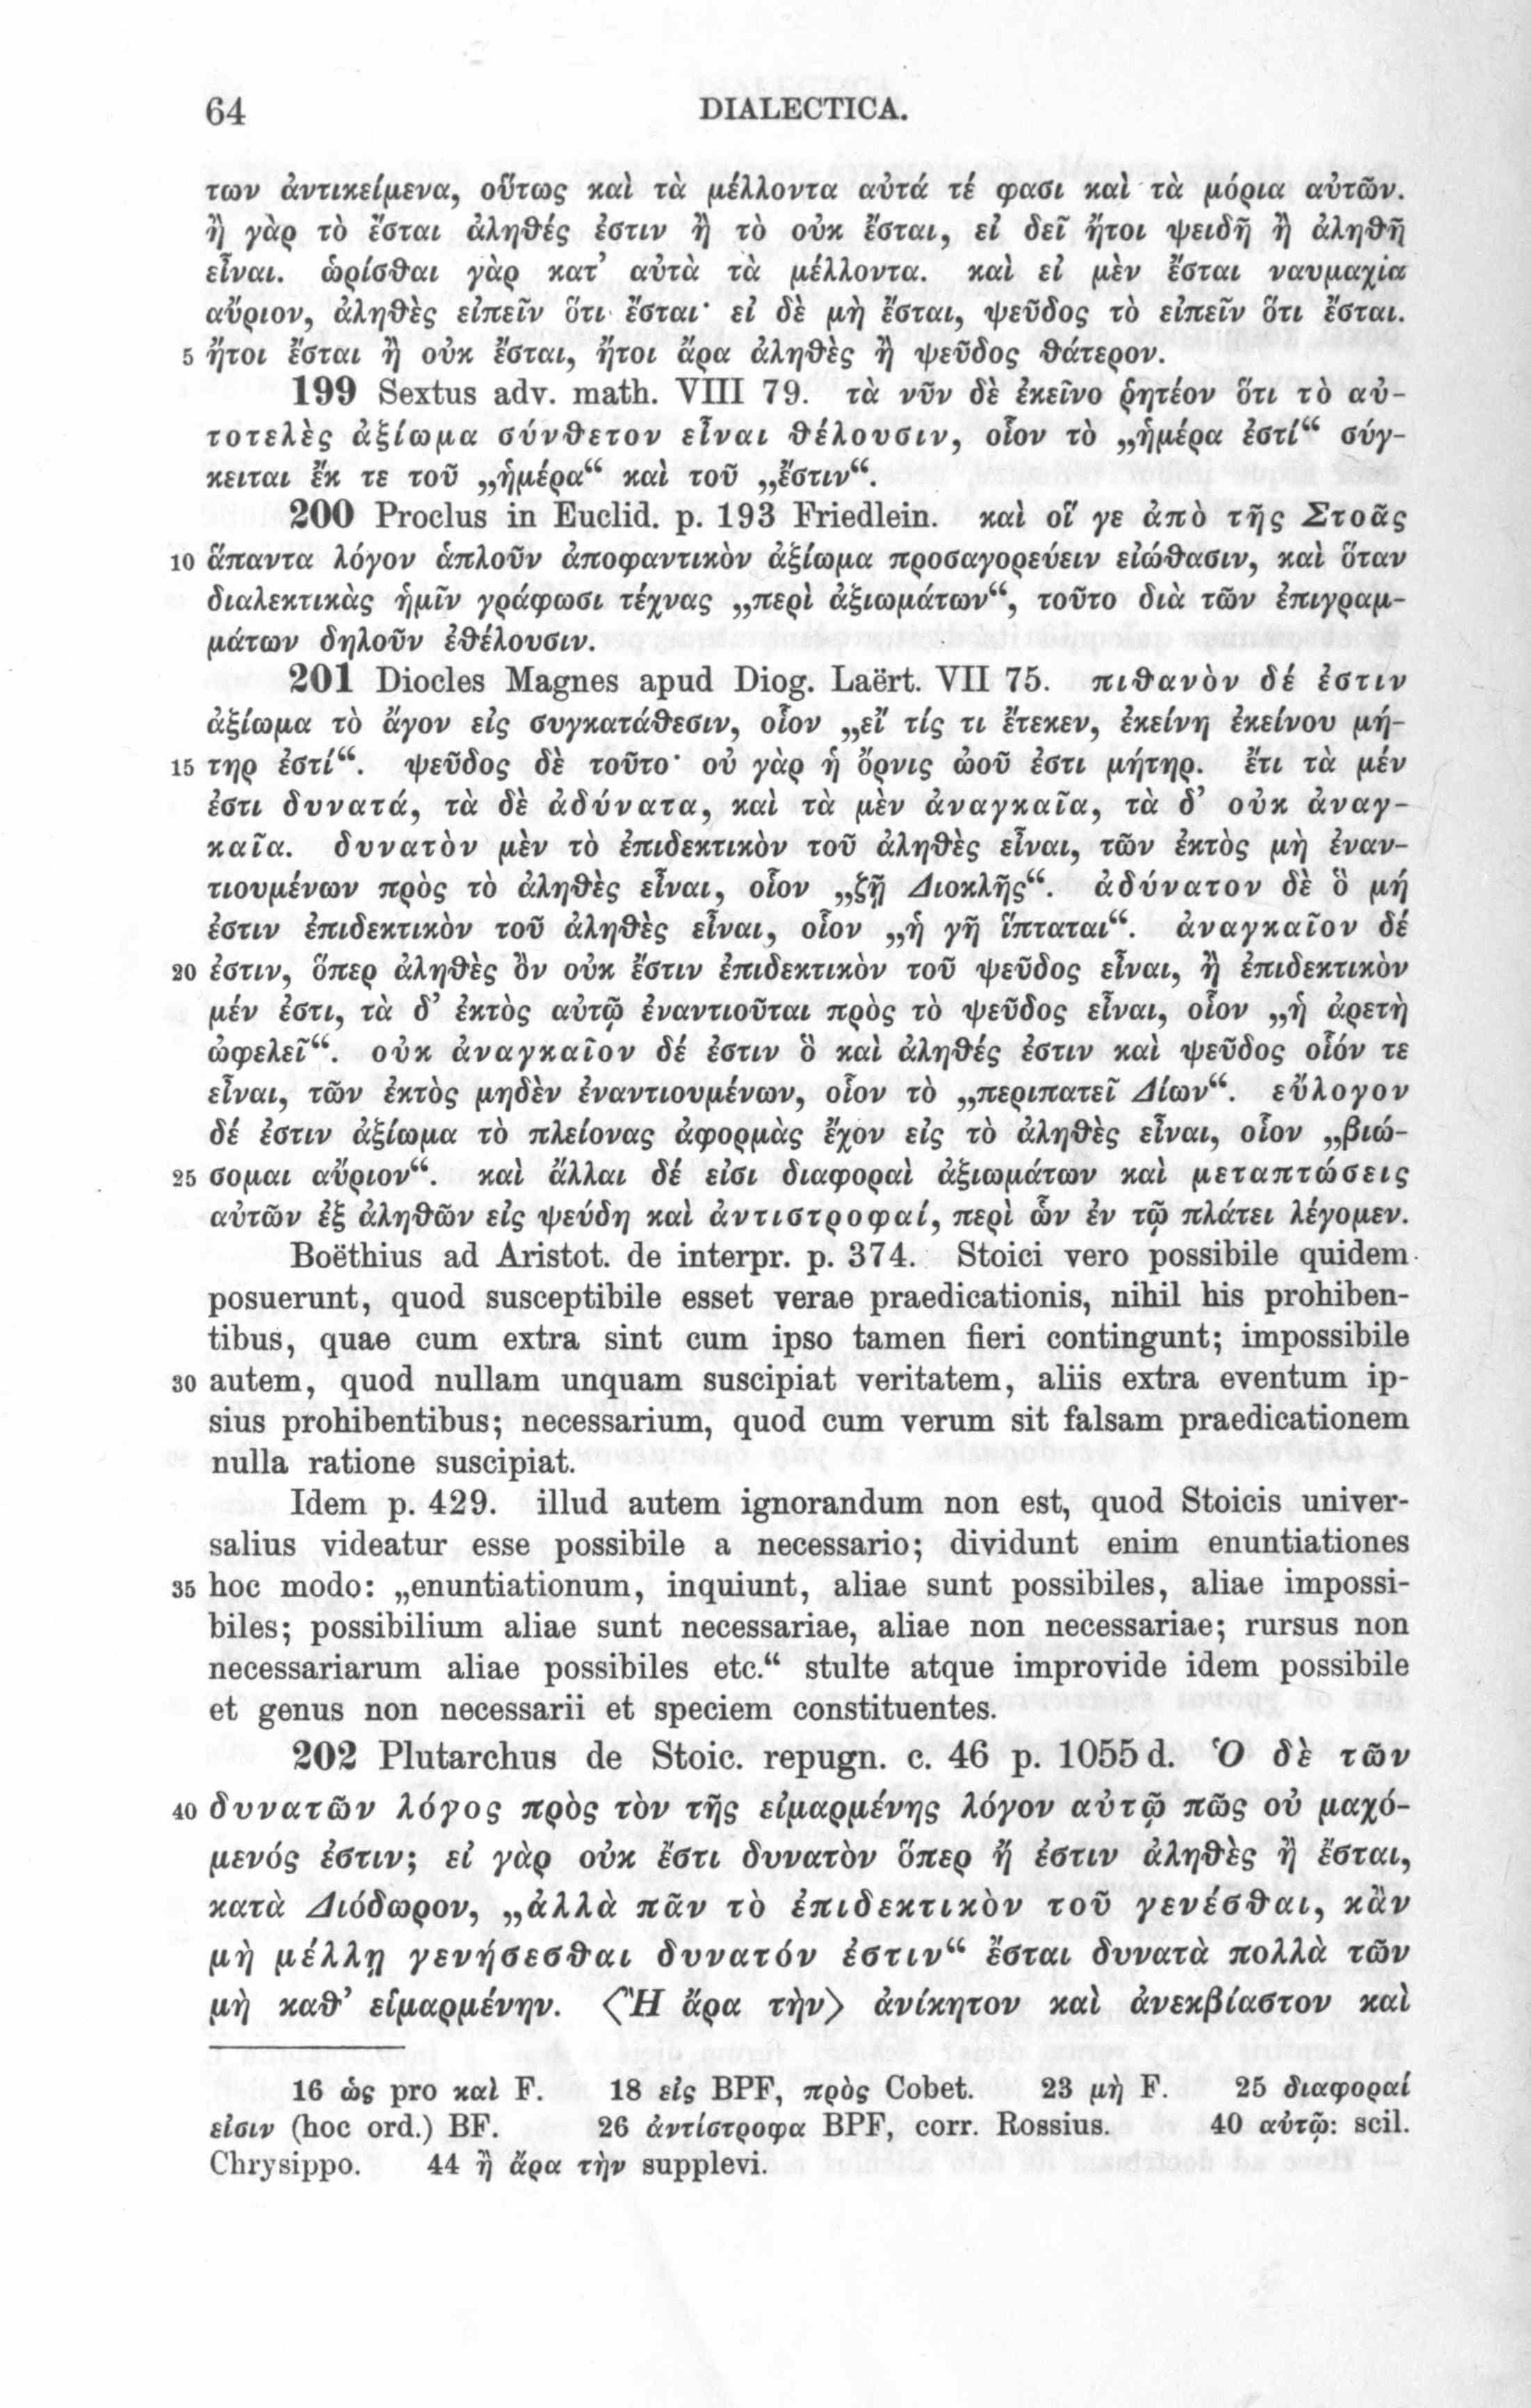 64 DIALECTICA.
των ἀντικείμενα, οὕτως καὶ τὰ μέλλοντα αὐτά τέ φασι καὶ τὰ μόρια αὐτῶν.
ἢ γὰρ τὸ ἔσται ἀληθές ἐστιν ἢ τὸ οὐκ ἔσται, εἰ δεῖ ἤτοι ψειδῆ ἢ ἀληθῆ
εἶναι. ὡρίσθαι γὰρ κατ’ αὐτὰ τὰ μέλλοντα. καὶ εἰ μὲν ἔσται ναυμαχία
αὔριον, ἀληθὲς εἰπεῖν ὅτι ἔσται· εἰ δὲ μὴ ἔσται, ψεῦδος τὸ εἰπεῖν ὅτι ἔσται.
5 ἤτοι ἔσται ἢ οὐκ ἔσται, ἤτοι ἄρα ἀληθὲς ἢ ψεῦδος θάτερον.
199 Sextus adv. math. VIII 79. τὰ νῦν δὲ ἐκεῖνο ῥητέον ὅτι τὸ αὐ-
τοτελὲς ἀξίωμα σύνθετον εἶναι θέλουσιν, οἷον τὸ „ἡμέρα ἐστί“ σύγ-
κειται ἔκ τε τοῦ „ἡμέρα“ καὶ τοῦ „ἔστιν“.
200 Proclus in Euclid. p. 193 Friedlein. καὶ οἵ γε ἀπὸ τῆς Στοᾶς
10 ἅπαντα λόγον ἁπλοῦν ἀποφαντικὸν ἀξίωμα προσαγορεύειν εἰώθασιν, καὶ ὅταν
διαλεκτικὰς ἡμῖν γράφωσι τέχνας „περὶ ἀξιωμάτων“, τοῦτο διὰ τῶν ἐπιγραμ-
μάτων δηλοῦν ἐθέλουσιν.
201 Diocles Magnes apud Diog. Laërt. VII 75. πιθανὸν δέ ἐστιν
ἀξίωμα τὸ ἄγον εἰς συγκατάθεσιν, οἷον „εἴ τίς τι ἔτεκεν, ἐκείνη ἐκείνου μή-
15 τηρ ἐστί“. ψεῦδος δὲ τοῦτο· οὐ γὰρ ἡ ὄρνις ὠοῦ ἐστι μήτηρ. ἔτι τὰ μέν
ἐστι δυνατά, τὰ δὲ ἀδύνατα, καὶ τὰ μὲν ἀναγκαῖα, τὰ δ’ οὐκ ἀναγ-
καῖα. δυνατὸν μὲν τὸ ἐπιδεκτικὸν τοῦ ἀληθὲς εἶναι, τῶν ἐκτὸς μὴ ἐναν-
τιουμένων πρὸς τὸ ἀληθὲς εἶναι, οἷον „ζῇ Διοκλῆς“. ἀδύνατον δὲ ὃ μή
ἐστιν ἐπιδεκτικὸν τοῦ ἀληθὲς εἶναι, οἷον „ἡ γῆ ἵπταται“. ἀναγκαῖον δέ
20 ἐστιν, ὅπερ ἀληθὲς ὂν οὐκ ἔστιν ἐπιδεκτικὸν τοῦ ψεῦδος εἶναι, ἢ ἐπιδεκτικὸν
μέν ἐστι, τὰ δ’ ἐκτὸς αὐτῷ ἐναντιοῦται πρὸς τὸ ψεῦδος εἶναι, οἷον „ἡ ἀρετὴ
ὠφελεῖ“. οὐκ ἀναγκαῖον δέ ἐστιν ὃ καὶ ἀληθές ἐστιν καὶ ψεῦδος οἷόν τε
εἶναι, τῶν ἐκτὸς μηδὲν ἐναντιουμένων, οἷον τὸ „περιπατεῖ Δίων“. εὔλογον
δέ ἐστιν ἀξίωμα τὸ πλείονας ἀφορμὰς ἔχον εἰς τὸ ἀληθὲς εἶναι, οἷον „βιώ-
25 σομαι αὔριον“. καὶ ἄλλαι δέ εἰσι διαφοραὶ ἀξιωμάτων καὶ μεταπτώσεις
αὐτῶν ἐξ ἀληθῶν εἰς ψεύδη καὶ ἀντιστροφαί, περὶ ὧν ἐν τῷ πλάτει λέγομεν.
Boëthius ad Aristot. de interpr. p. 374. Stoici vero possibile quidem
posuerunt, quod susceptibile esset verae praedicationis, nihil his prohiben-
tibus, quae cum extra sint cum ipso tamen fieri contingunt; impossibile
30 autem, quod nullam unquam suscipiat veritatem, aliis extra eventum ip-
sius prohibentibus; necessarium, quod cum verum sit falsam praedicationem
nulla ratione suscipiat.
Idem p. 429. illud autem ignorandum non est, quod Stoicis univer-
salius videatur esse possibile a necessario; dividunt enim enuntiationes
35 hoc modo: „enuntiationum, inquiunt, aliae sunt possibiles, aliae impossi-
biles; possibilium aliae sunt necessariae, aliae non necessariae; rursus non
necessariarum aliae possibiles etc.“ stulte atque improvide idem possibile
et genus non necessarii et speciem constituentes.
202 Plutarchus de Stoic. repugn. c. 46 p. 1055 d. Ὁ δὲ τῶν
40 δυνατῶν λόγος πρὸς τὸν τῆς εἱμαρμένης λόγον αὐτῷ πῶς οὐ μαχό-
μενός ἐστιν; εἰ γὰρ οὐκ ἔστι δυνατὸν ὅπερ ἤ ἐστιν ἀληθὲς ἢ ἔσται,
κατὰ Διόδωρον, „ἀλλὰ πᾶν τὸ ἐπιδεκτικὸν τοῦ γενέσθαι, κἂν
μὴ μέλλῃ γενήσεσθαι δυνατόν ἐστιν“ ἔσται δυνατὰ πολλὰ τῶν
μὴ καθ’ εἱμαρμένην. ⟨Ἢ ἄρα τὴν⟩ ἀνίκητον καὶ ἀνεκβίαστον καὶ
16 ὡς pro καὶ F. 18 εἰς BPF, πρὸς Cobet. 23 μὴ F. 25 διαφοραί
εἰσιν (hoc ord.) BF. 26 ἀντίστροφα BPF, corr. Rossius. 40 αὐτῷ: scil.
Chrysippo. 44 ἢ ἄρα τὴν supplevi.